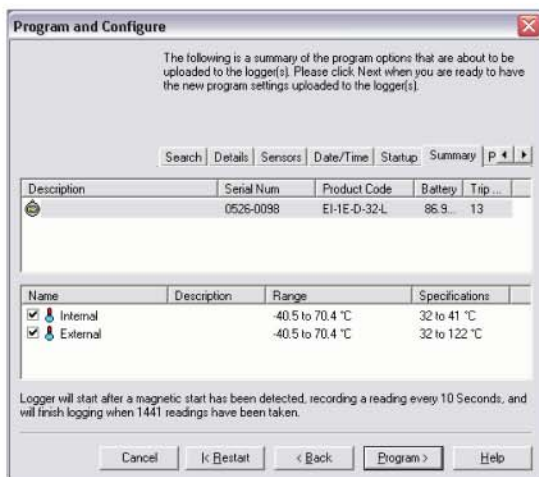 Program and Configure
The following is a summary of the program options that are about to be
uploaded to the logger(s). Please click Next when you are ready to have
the new program settings uploaded to the logger(s).
Search Details Sensors Date/Time Startup Summary P
Description Serial Num Product Code Battery Trip ...
0526-0098 EI-1E-D-32-L 86.9... 13
Name Description Range Specifications
Internal -40.5 to 70.4 °C 32 to 41 °C
External -40.5 to 70.4 °C 32 to 122 °C
Logger will start after a magnetic start has been detected, recording a reading every 10 Seconds, and
will finish logging when 1441 readings have been taken.
Cancel |< Restart < Back Program > Help